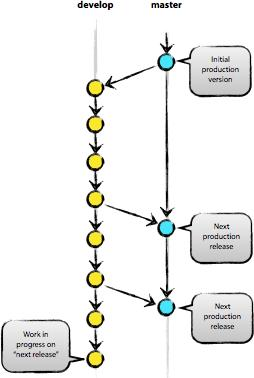 develop
master
Initial
production
version
Next
production
release
Next
production
release
Work in
progress on
"next release"